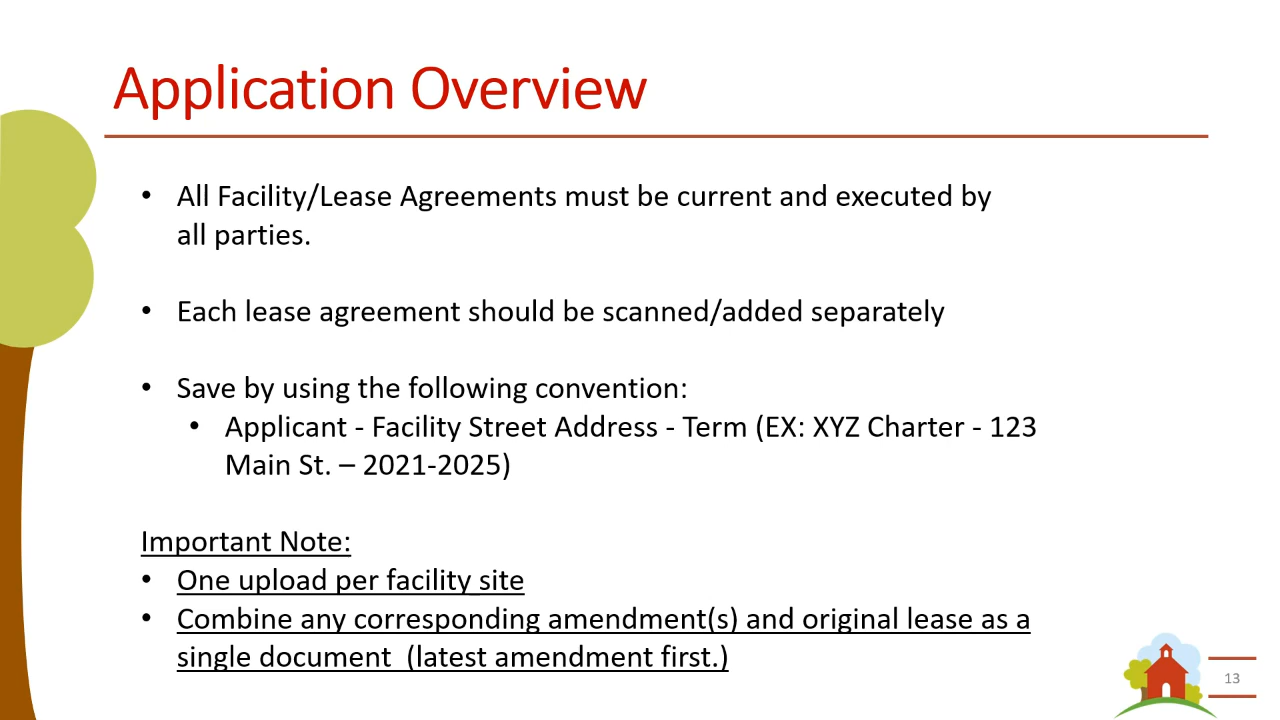 Application Overview
• All Facility/Lease Agreements must be current and executed by
all parties.
• Each lease agreement should be scanned/added separately
• Save by using the following convention:
• Applicant - Facility Street Address - Term (EX: XYZ Charter - 123
Main St. – 2021-2025)
Important Note:
• One upload per facility site
• Combine any corresponding amendment(s) and original lease as a
single document  (latest amendment first.)
13